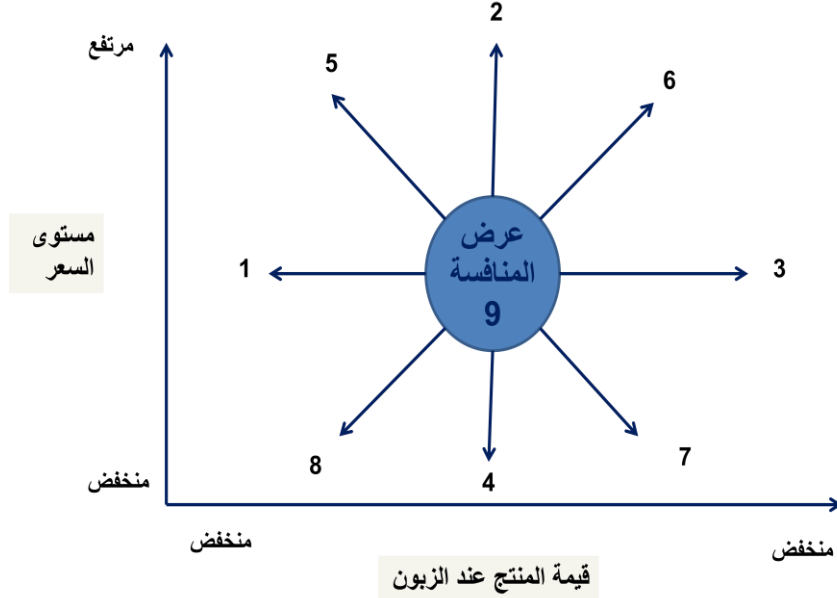 2
مرتفع
5
6
عرض
المنافسة
9
مستوى
السعر
1
3
8
4
7
منخفض
منخفض
منخفض
قيمة المنتج عند الزبون